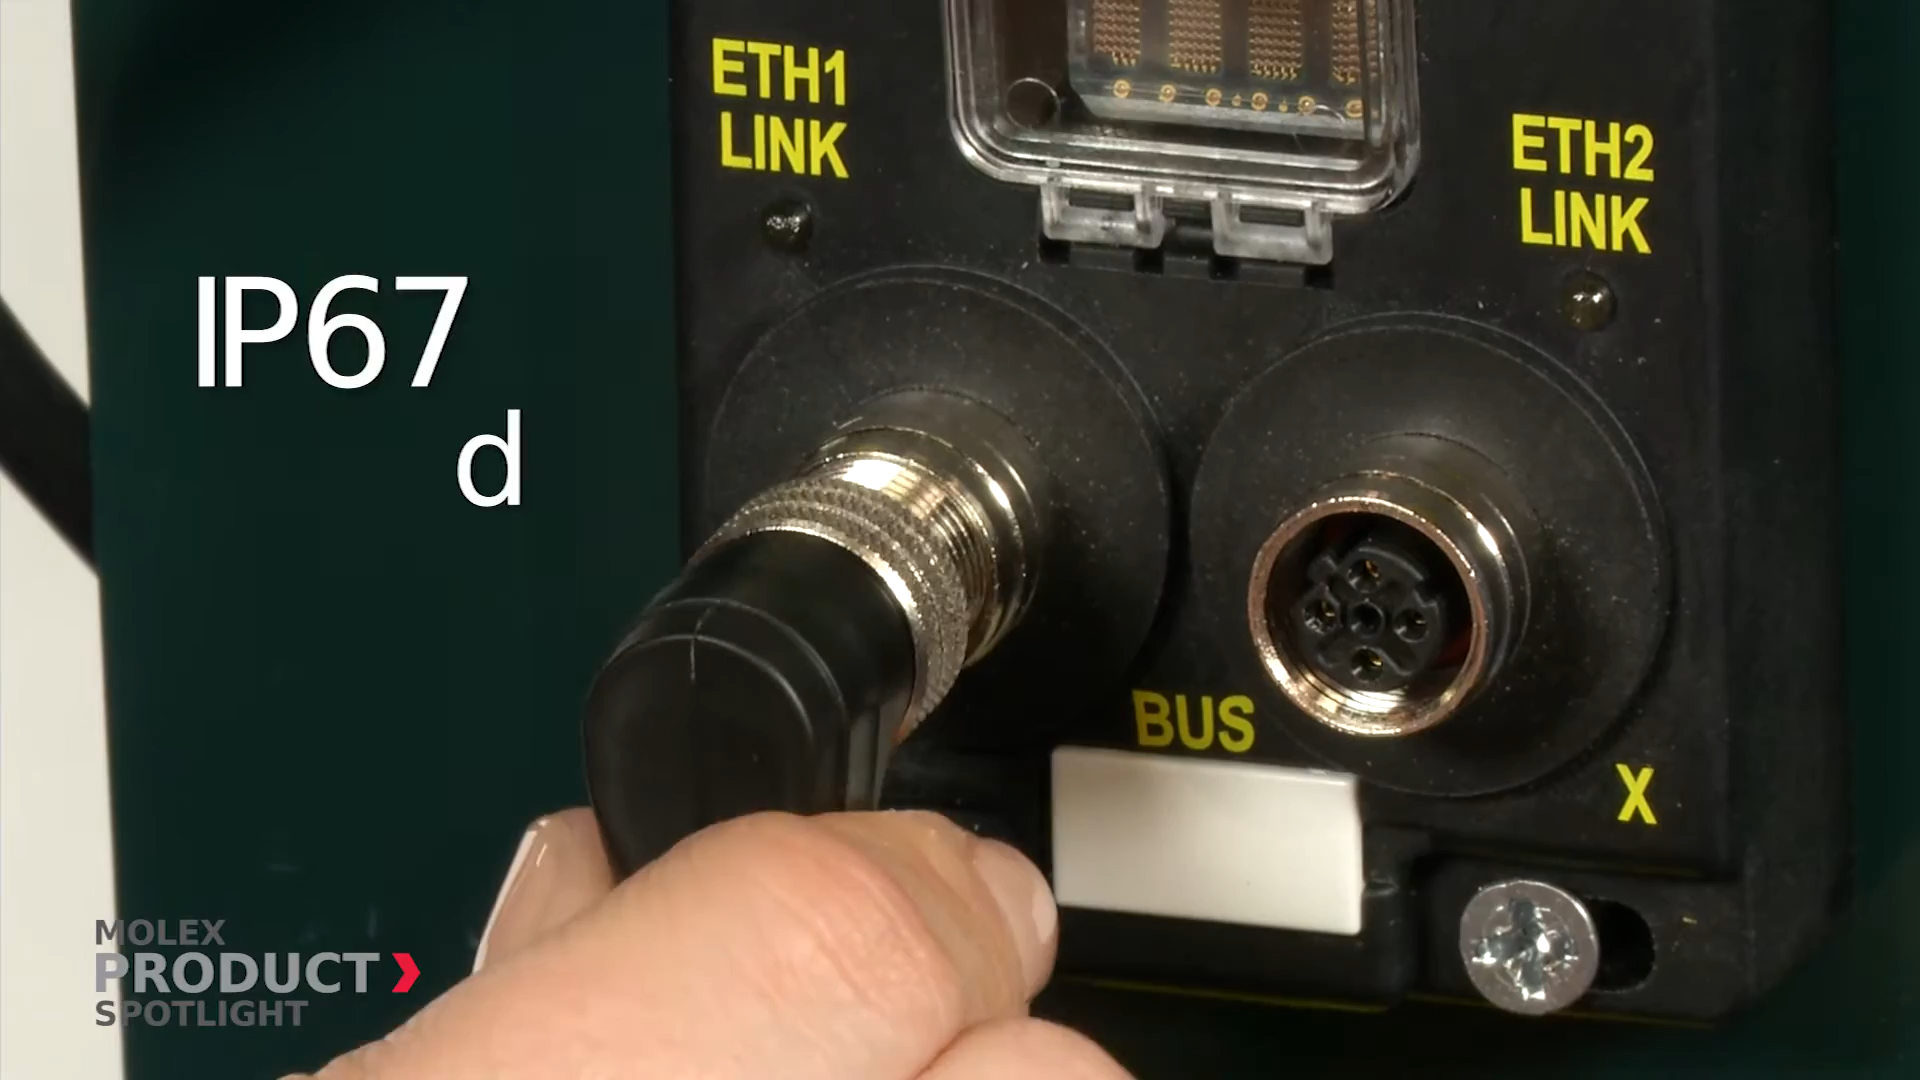 ETH1
LINK
ETH2
LINK
IP67
d
BUS
X
MOLEX
PRODUCT
SPOTLIGHT